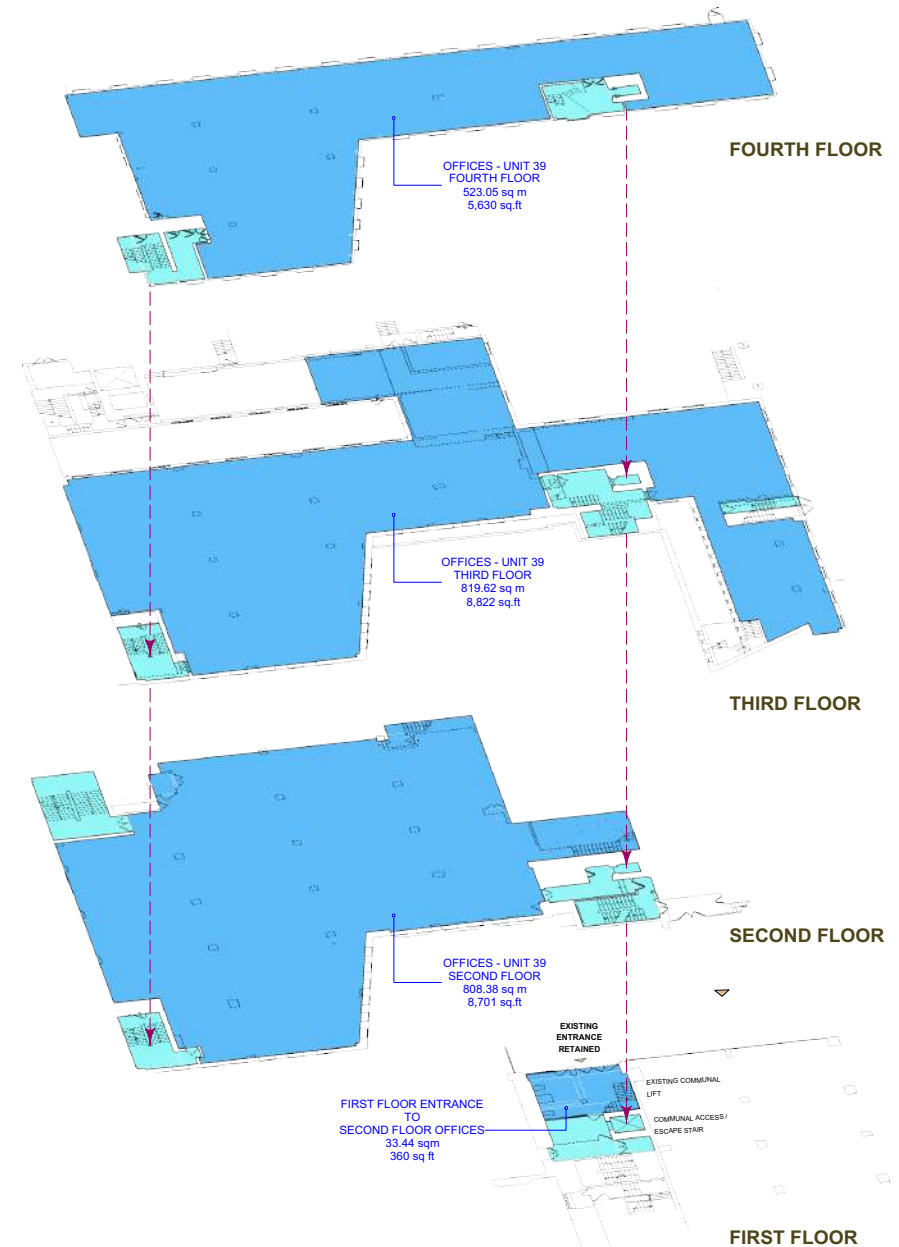 FOURTH FLOOR
OFFICES - UNIT 39
FOURTH FLOOR
523.05 sq m
5,630 sq.ft
OFFICES - UNIT 39
THIRD FLOOR
819.62 sq m
8,822 sq.ft
THIRD FLOOR
SECOND FLOOR
OFFICES - UNIT 39
SECOND FLOOR
808.38 sq m
8,701 sq.ft
EXISTING
ENTRANCE
RETAINED
EXISTING COMMUNAL
LIFT
FIRST FLOOR ENTRANCE
TO
SECOND FLOOR OFFICES
33.44 sqm
360 sq ft
COMMUNAL ACCESS /
ESCAPE STAIR
FIRST FLOOR